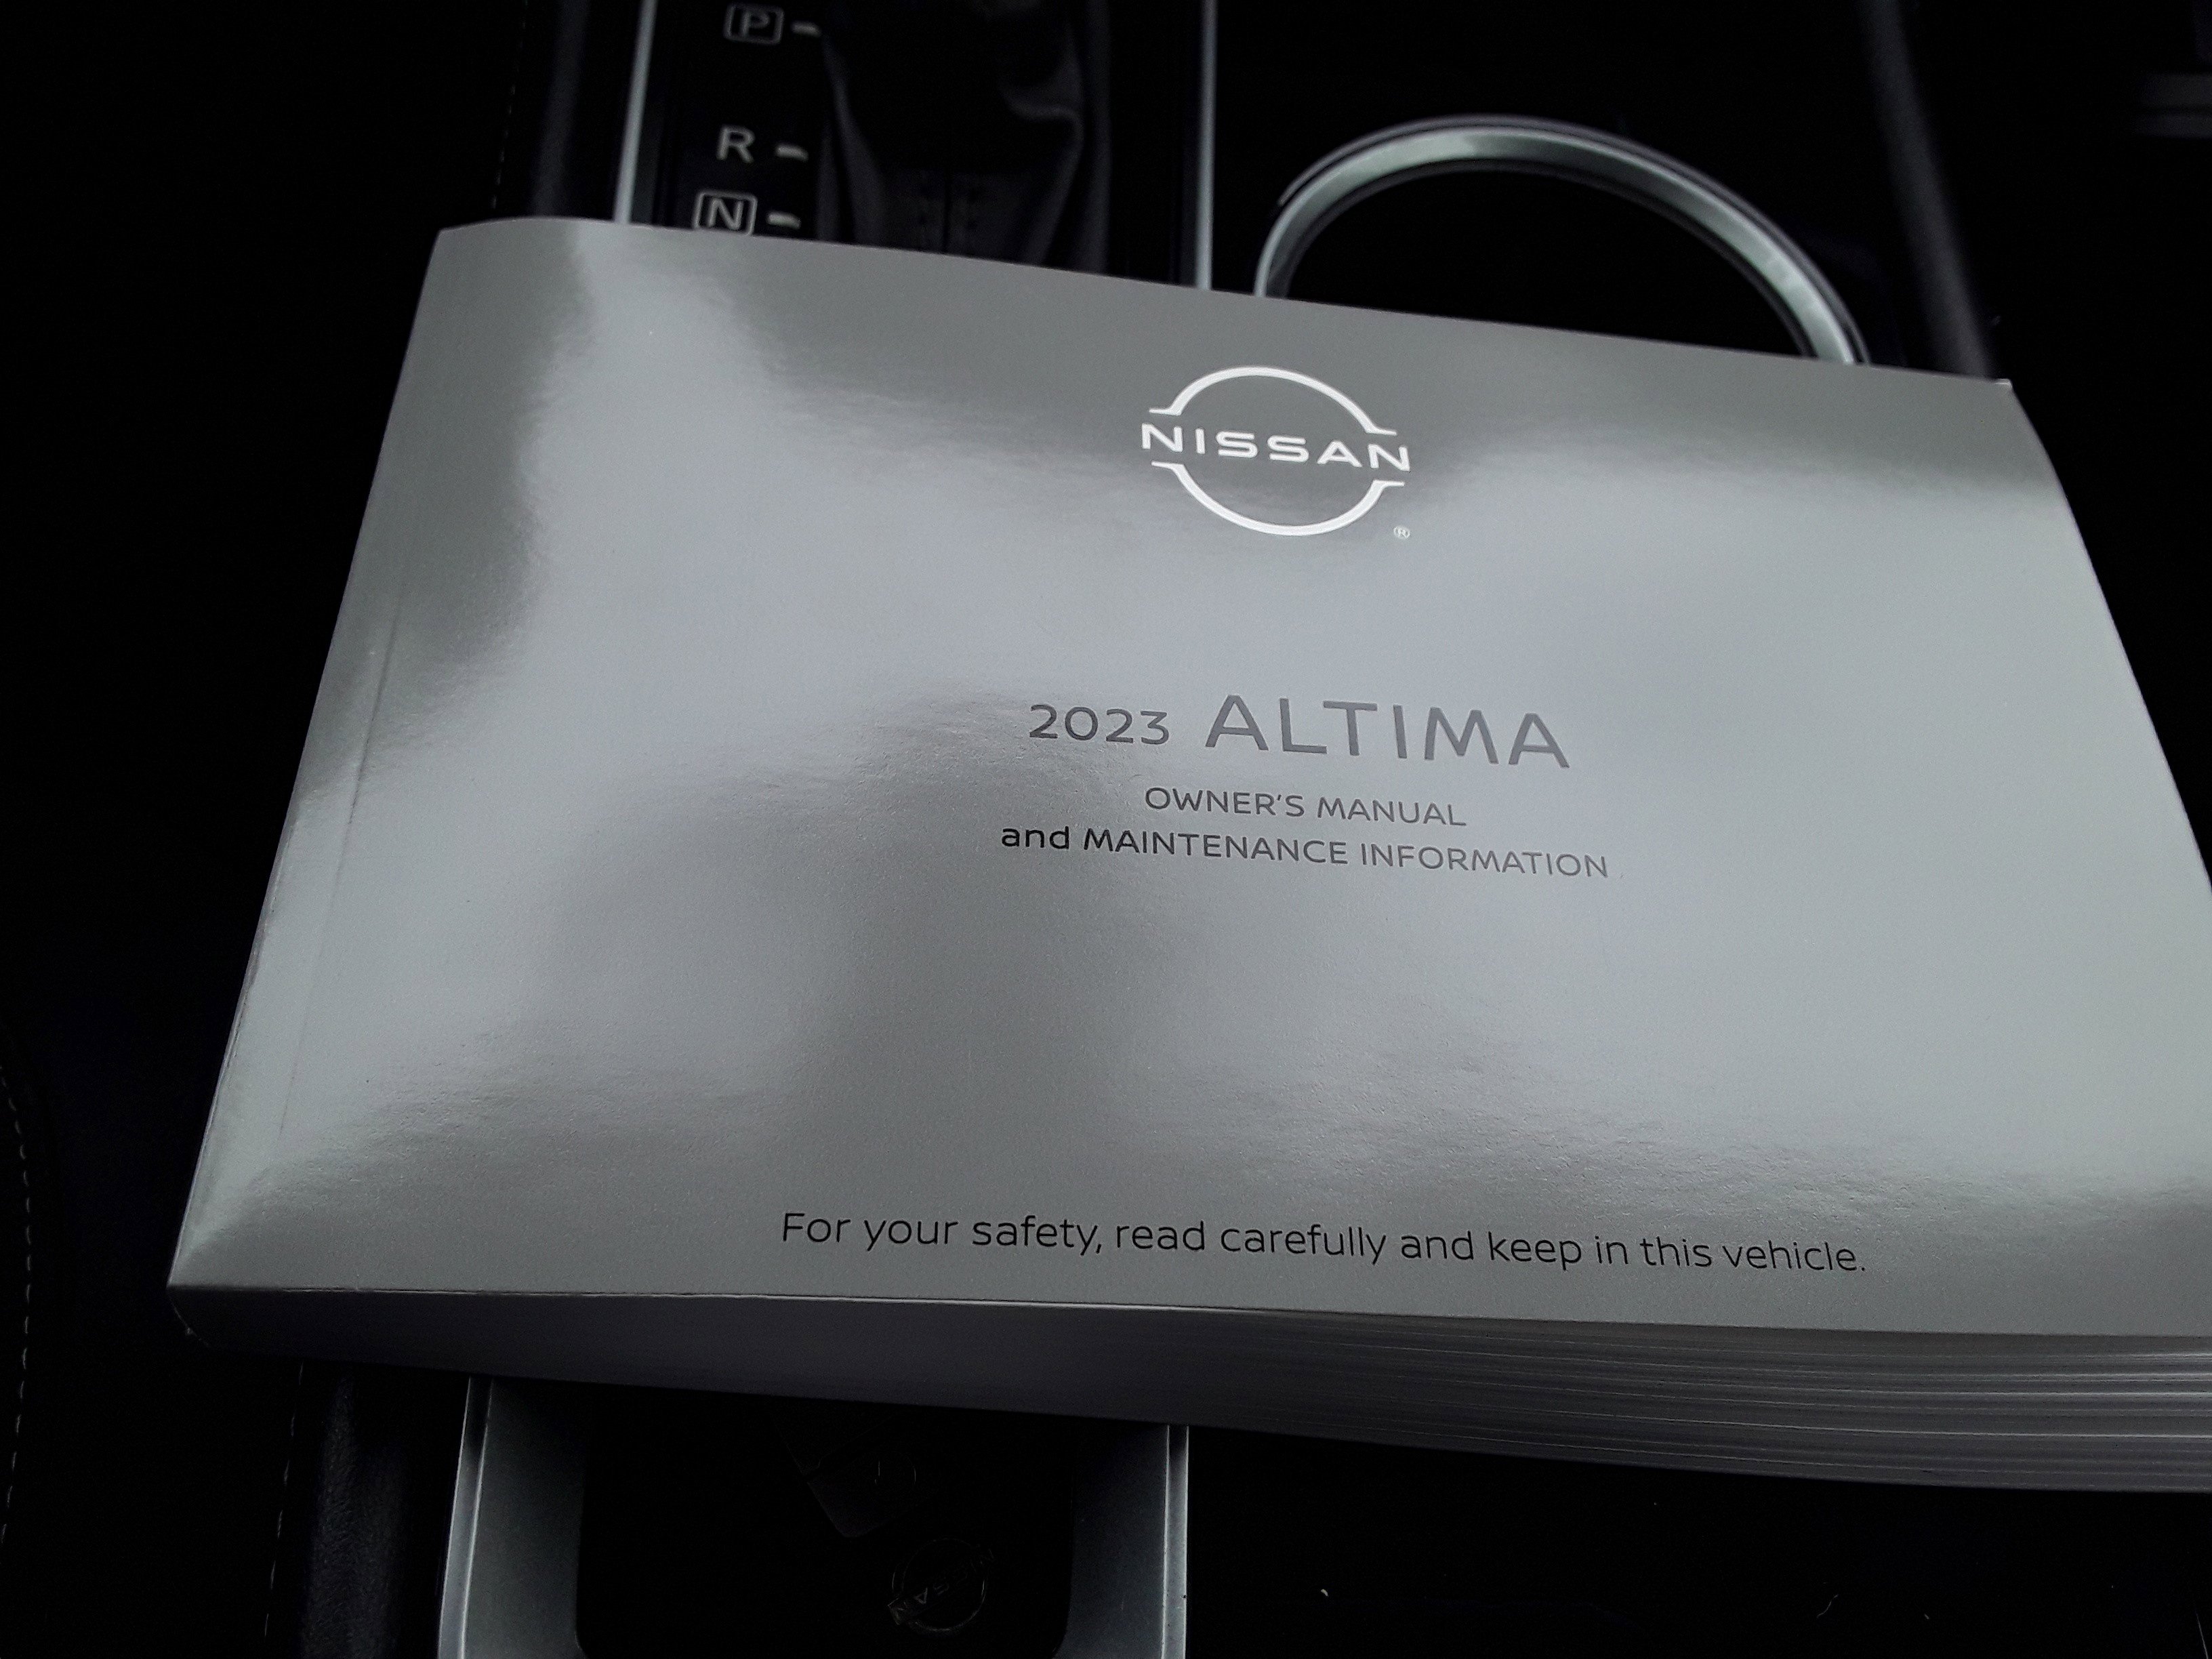 P
R
N
NISSAN
®
2023 ALTIMA
OWNER'S MANUAL
and MAINTENANCE INFORMATION
For your safety, read carefully and keep in this vehicle.